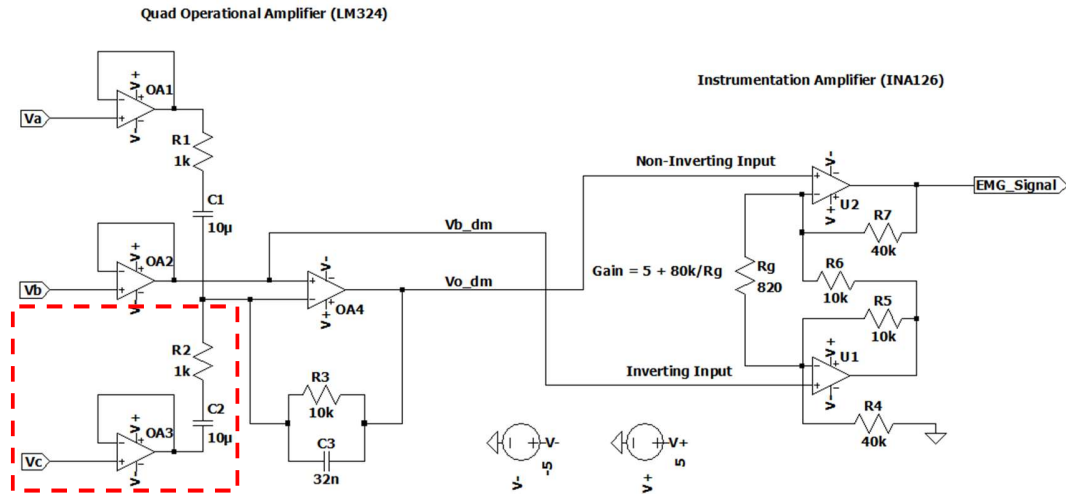 Quad Operational Amplifier (LM324)
Instrumentation Amplifier (INA126)
V+
OA1
Va
V-
R1
1k
C1
10µ
V+
OA2
Vb
V-
Vb_dm
V-
Vo_dm
V+
OA4
R2
1k
C2
10µ
V+
OA3
Vc
V-
R3
10k
C3
32n
Non-Inverting Input
V-
V+
U2
EMG_Signal
R7
40k
Gain = 5 + 80k/Rg
Rg
820
R6
10k
R5
10k
V+
U1
V-
Inverting Input
R4
40k
V-
-5
V-
V+
5
V+